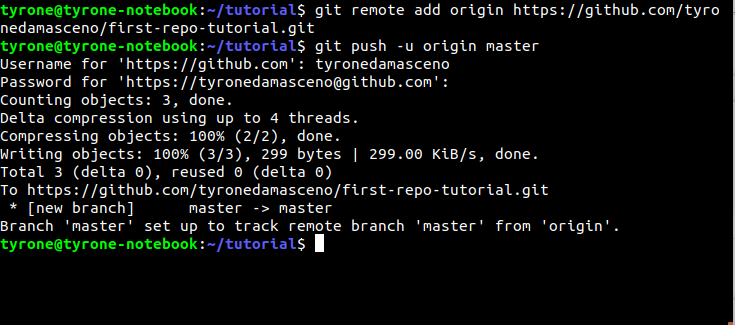 tyrone@tyrone-notebook:~/tutorial$ git remote add origin https://github.com/tyro
nedamasceno/first-repo-tutorial.git
tyrone@tyrone-notebook:~/tutorial$ git push -u origin master
Username for 'https://github.com': tyronedamasceno
Password for 'https://tyronedamasceno@github.com':
Counting objects: 3, done.
Delta compression using up to 4 threads.
Compressing objects: 100% (2/2), done.
Writing objects: 100% (3/3), 299 bytes | 299.00 KiB/s, done.
Total 3 (delta 0), reused 0 (delta 0)
To https://github.com/tyronedamasceno/first-repo-tutorial.git
 * [new branch]      master -> master
Branch 'master' set up to track remote branch 'master' from 'origin'.
tyrone@tyrone-notebook:~/tutorial$